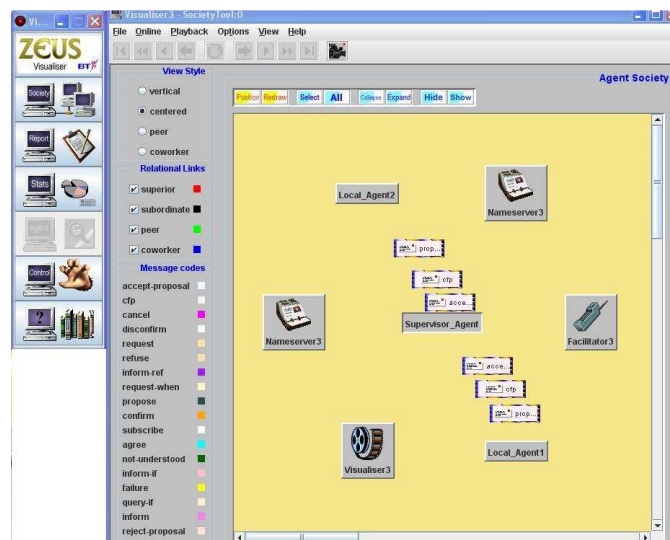 Vi...
ZEUS
Visualiser BT
Society
Report
Stats
Agent
Control
?
Visualiser3 - SocietyTool:0
File Online Playback Options View Help
View Style
vertical
centered
peer
coworker
Relational Links
superior
subordinate
peer
coworker
Message codes
accept-proposal
cfp
cancel
disconfirm
request
refuse
inform-ref
request-when
propose
confirm
subscribe
agree
not-understood
inform-if
failure
query-if
inform
reject-proposal
Agent Society
Position Redraw Select All Collapse Expand Hide Show
Local_Agent2
Nameserver3
prop...
cfp
acce...
Supervisor_Agent
Nameserver3
Facilitator3
acce...
cfp
prop...
Visualiser3
Local_Agent1